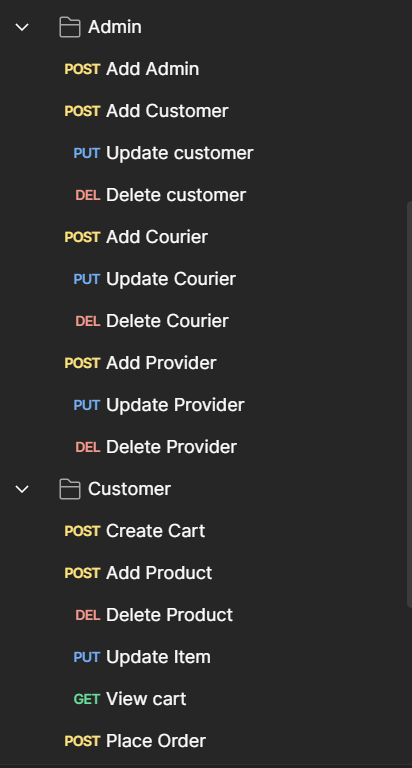 Admin
POST Add Admin
POST Add Customer
PUT Update customer
DEL Delete customer
POST Add Courier
PUT Update Courier
DEL Delete Courier
POST Add Provider
PUT Update Provider
DEL Delete Provider
Customer
POST Create Cart
POST Add Product
DEL Delete Product
PUT Update Item
GET View cart
POST Place Order